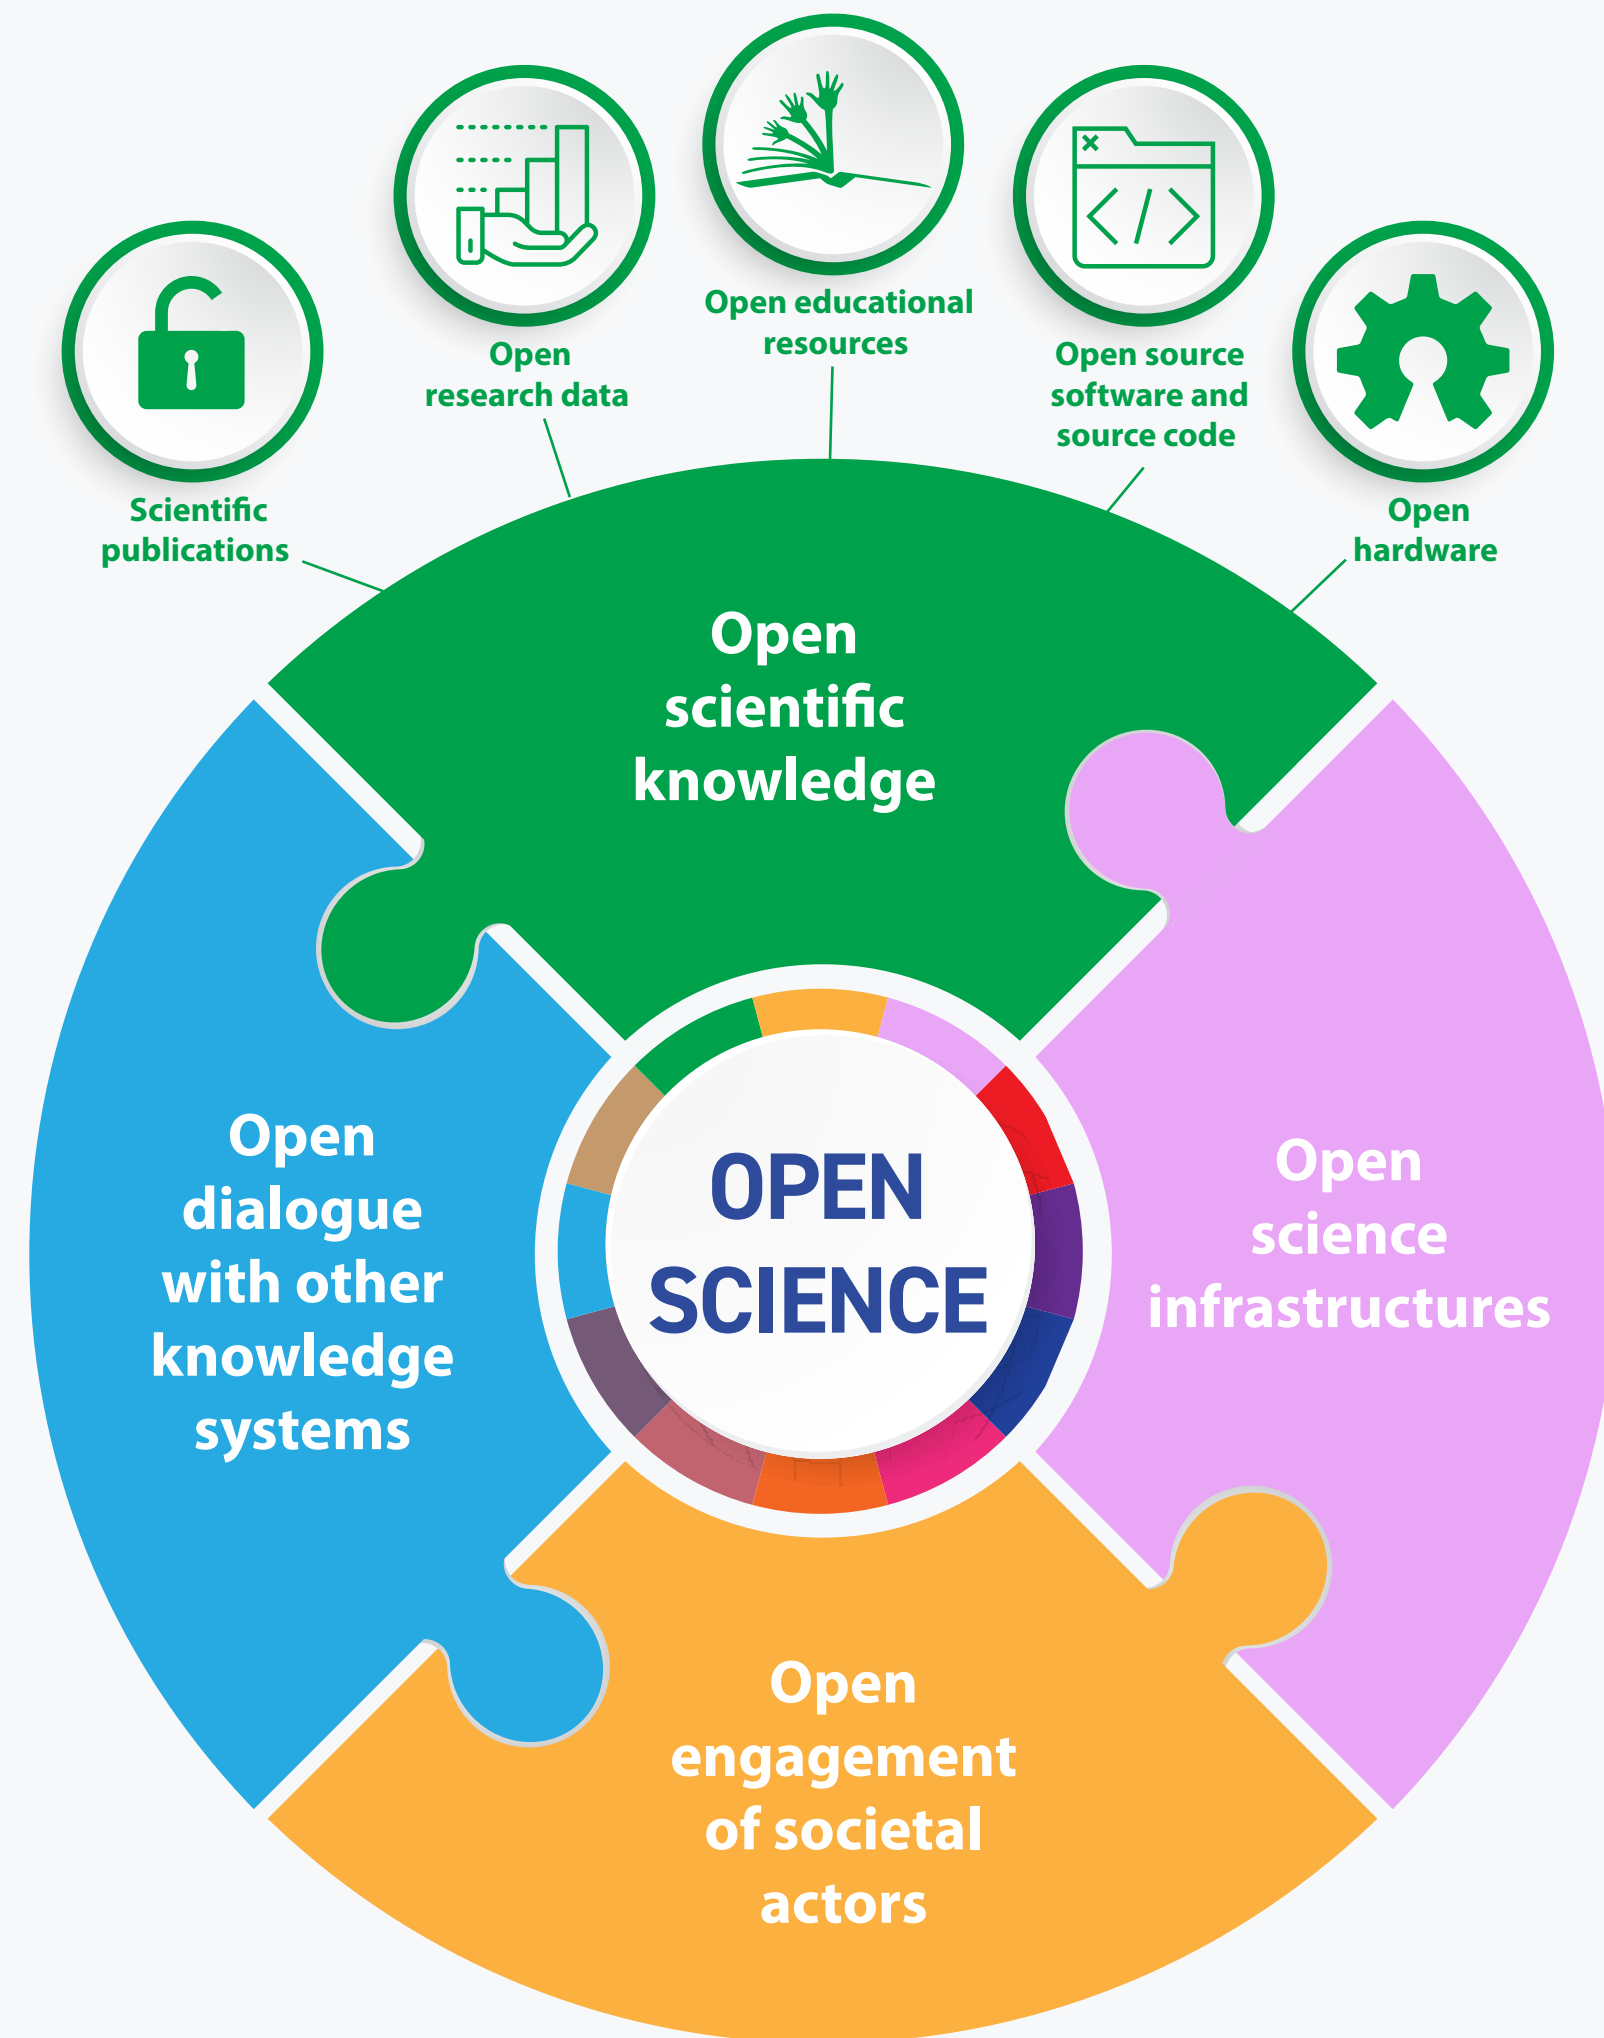 Open educational
resources
Open
research data
Open source
software and
source code
Scientific
publications
Open
hardware
Open
scientific
knowledge
Open
dialogue
with other
knowledge
systems
OPEN
SCIENCE
Open
science
infrastructures
Open
engagement
of societal
actors